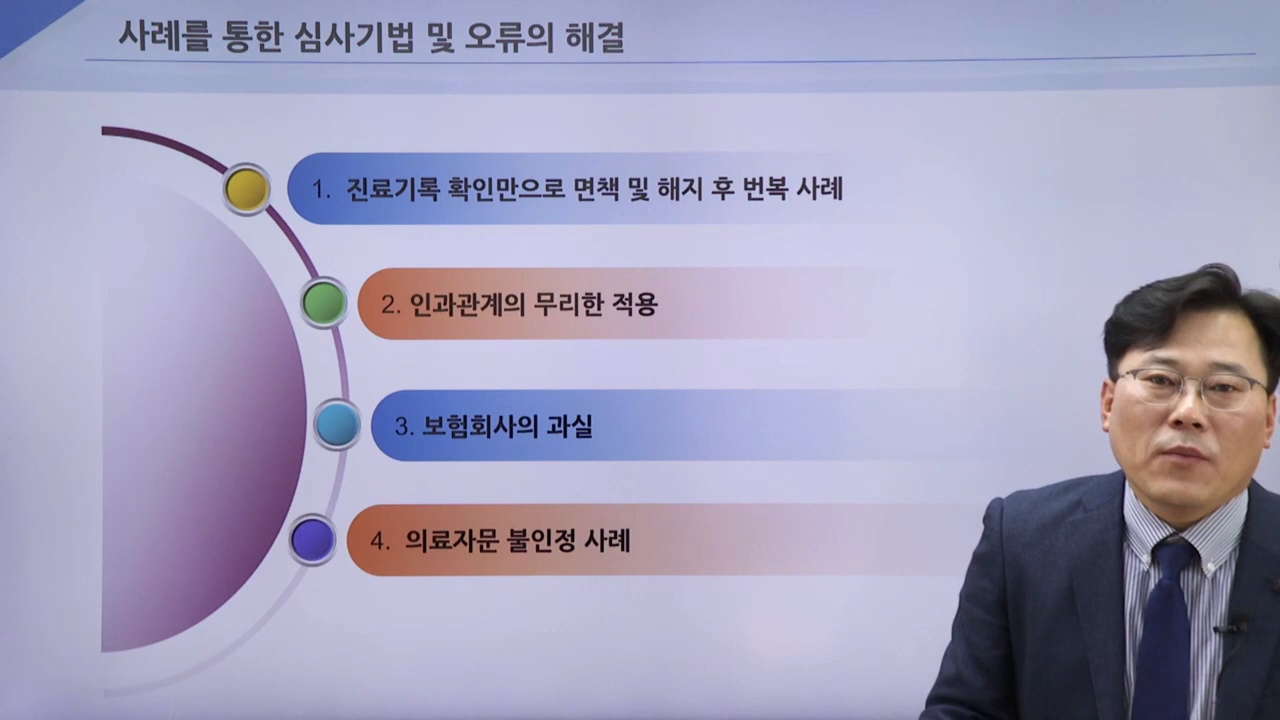 사례를 통한 심사기법 및 오류의 해결
1. 진료기록 확인만으로 면책 및 해지 후 번복 사례
2. 인과관계의 무리한 적용
3. 보험회사의 과실
4. 의료자문 불인정 사례